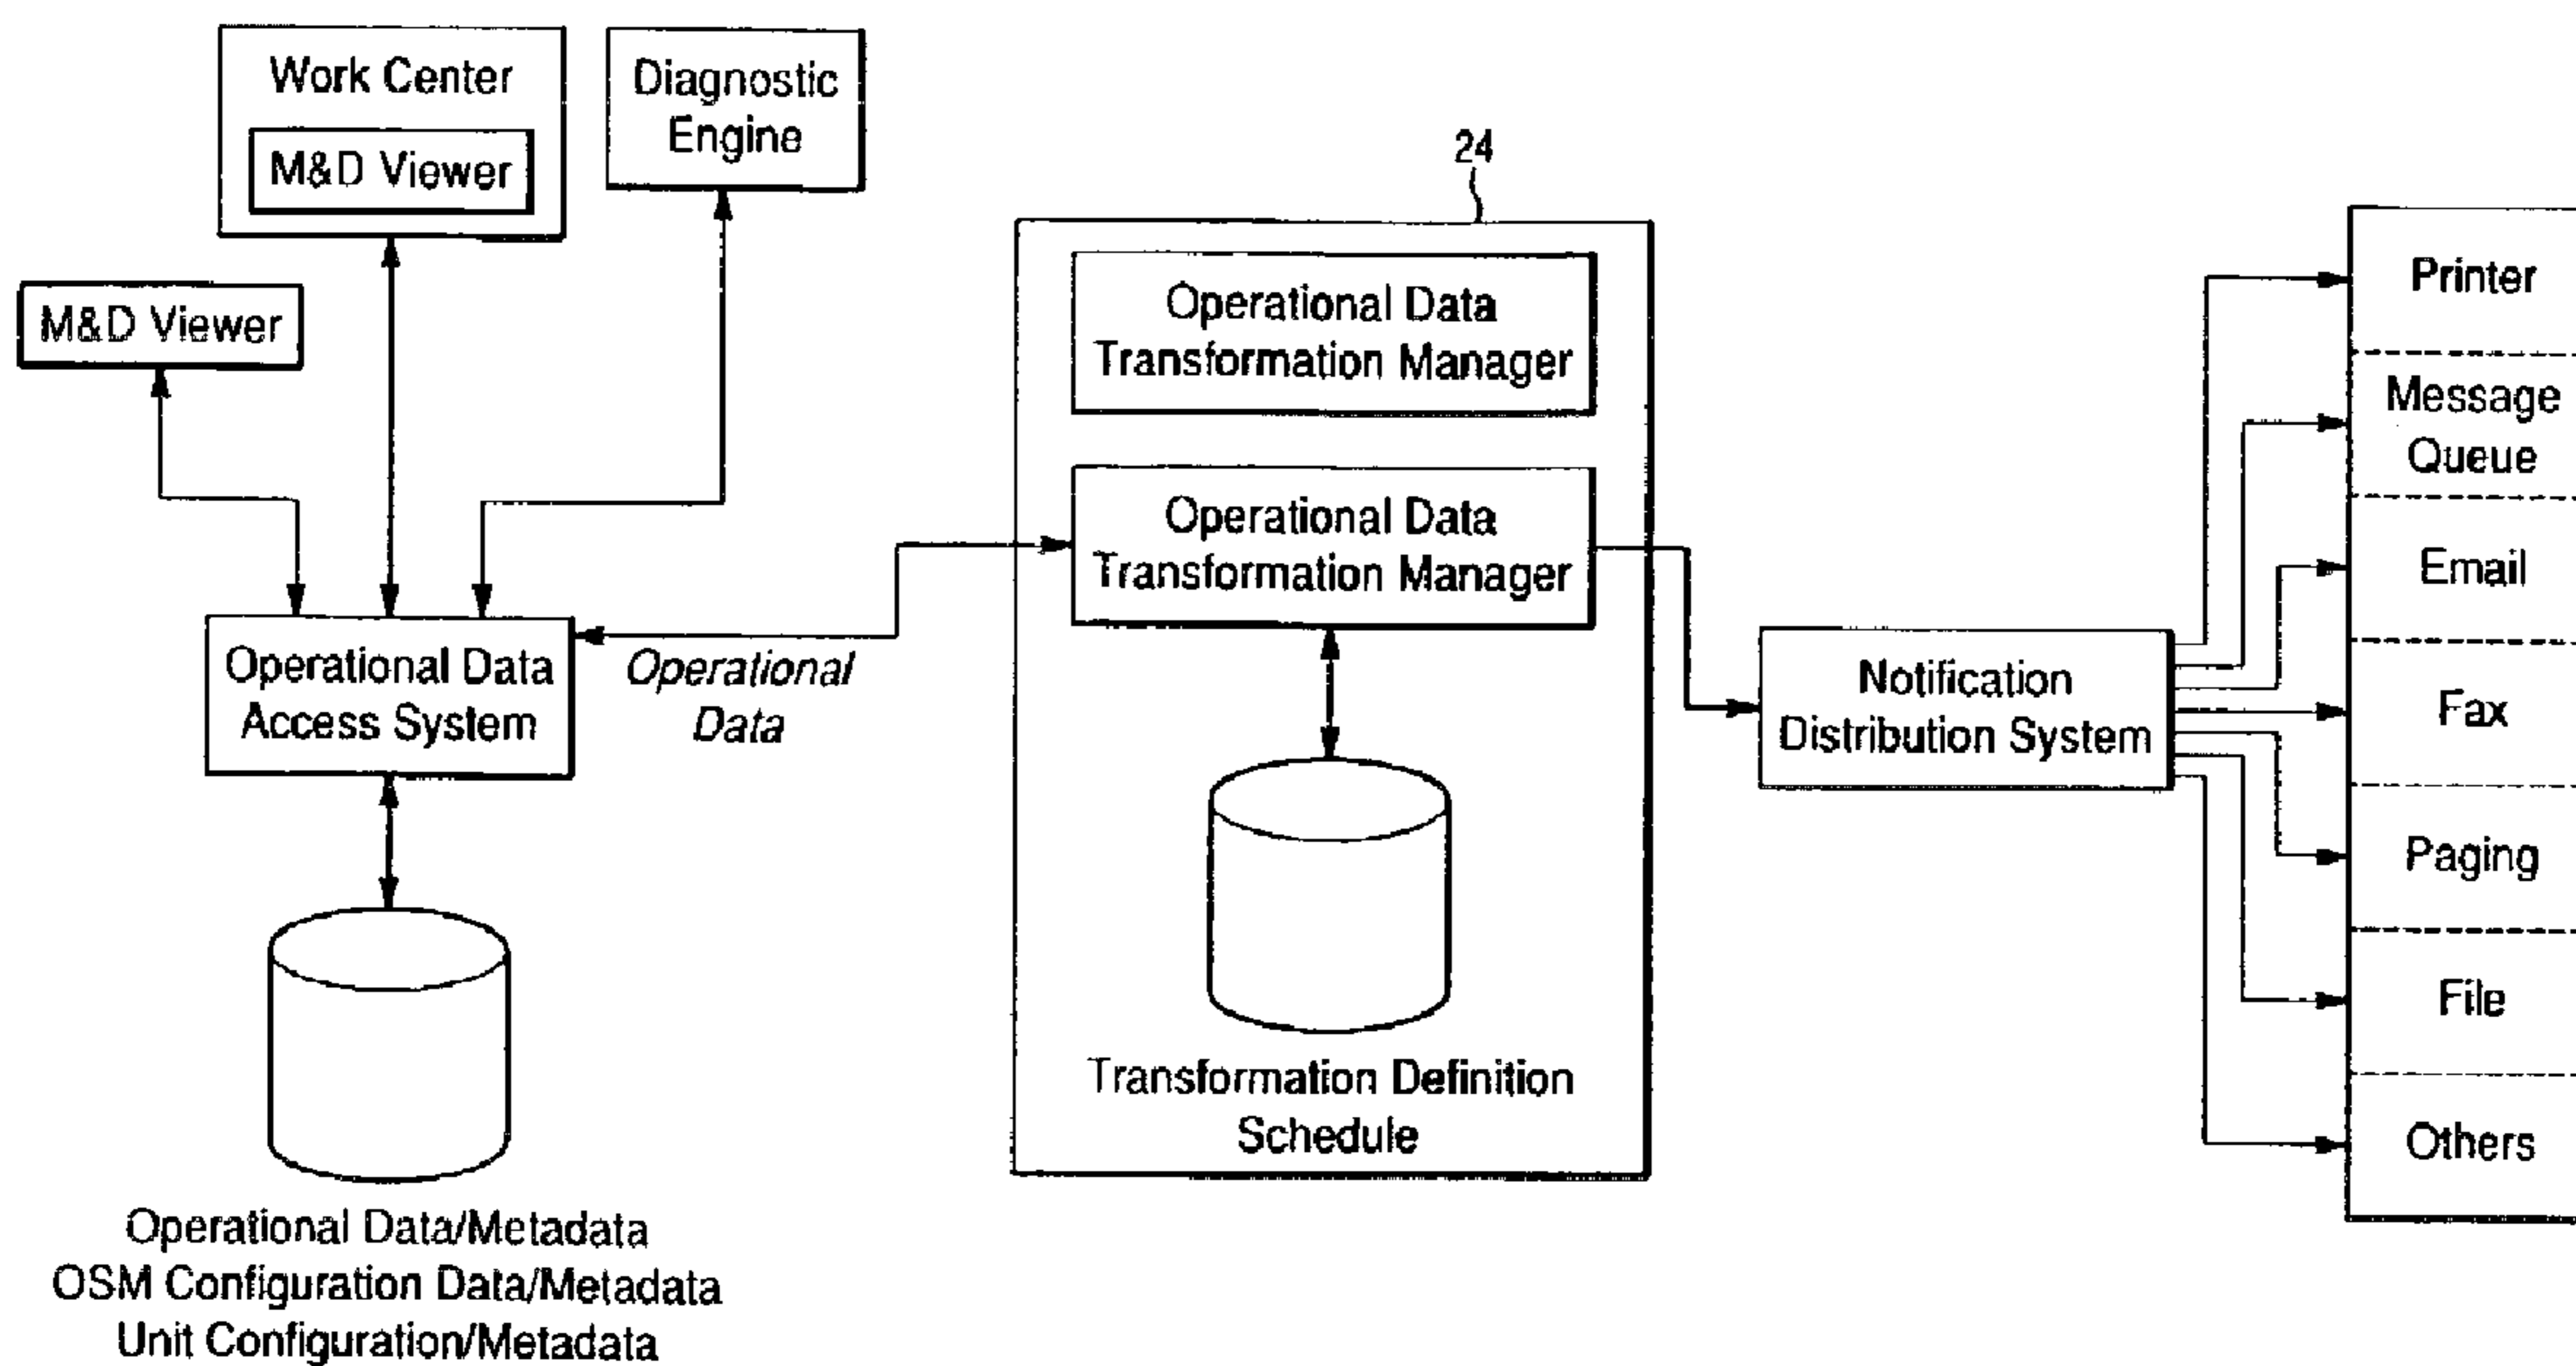 Work Center
M&D Viewer
Diagnostic
Engine
M&D Viewer
24
Operational Data
Transformation Manager
Operational Data
Transformation Manager
Operational Data
Access System
Operational
Data
Transformation Definition
Schedule
Operational Data/Metadata
OSM Configuration Data/Metadata
Unit Configuration/Metadata
Notification
Distribution System
Printer
Message
Queue
Email
Fax
Paging
File
Others